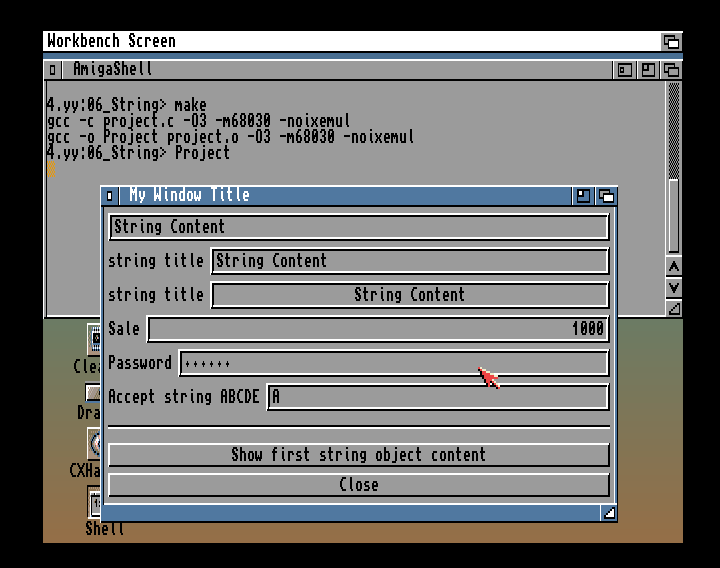 Workbench Screen
AmigaShell
4.yy:06_String> make
gcc -c project.c -O3 -m68030 -noixemul
gcc -o Project project.o -O3 -m68030 -noixemul
4.yy:06_String> Project
My Window Title
String Content
string title String Content
string title String Content
Sale 1000
Password ······
Accept string ABCDE A
Show first string object content
Close
Clea
Dra
CXHa
Shell